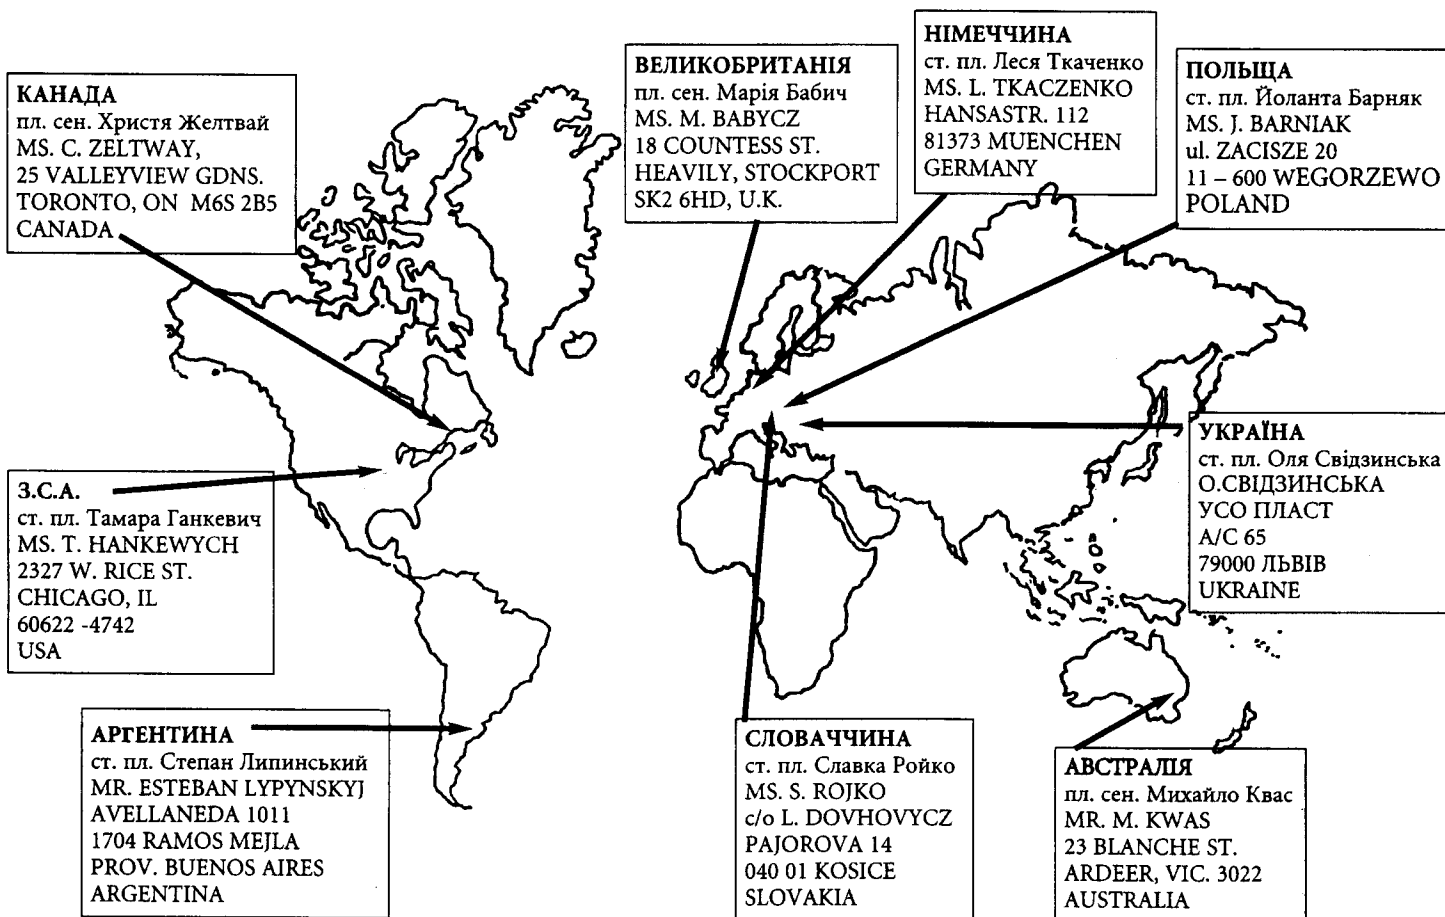 КАНАДА
пл. сен. Христя Желтвай
MS. C. ZELTWAY,
25 VALLEYVIEW GDNS.
TORONTO, ON M6S 2B5
CANADA
ВЕЛИКОБРИТАНІЯ
пл. сен. Марія Бабич
MS. M. BABYCZ
18 COUNTESS ST.
HEAVILY, STOCKPORT
SK2 6HD, U.K.
НІМЕЧЧИНА
ст. пл. Леся Ткаченко
MS. L. TKACZENKO
HANSASTR. 112
81373 MUENCHEN
GERMANY
ПОЛЬЩА
ст. пл. Йоланта Барняк
MS. J. BARNIAK
ul. ZACISZE 20
11 – 600 WEGORZEWO
POLAND
З.С.А.
ст. пл. Тамара Ганкевич
MS. T. HANKEWYCH
2327 W. RICE ST.
CHICAGO, IL
60622 -4742
USA
УКРАЇНА
ст. пл. Оля Свідзинська
О.СВІДЗИНСЬКА
УСО ПЛАСТ
А/С 65
79000 ЛЬВІВ
UKRAINE
АРҐЕНТИНА
ст. пл. Степан Липинський
MR. ESTEBAN LYPYNSKYJ
AVELLANEDA 1011
1704 RAMOS MEJLA
PROV. BUENOS AIRES
ARGENTINA
СЛОВАЧЧИНА
ст. пл. Славка Ройко
MS. S. ROJKO
c/o L. DOVHOVYCZ
PAJOROVA 14
040 01 KOSICE
SLOVAKIA
АВСТРАЛІЯ
пл. сен. Михайло Квас
MR. M. KWAS
23 BLANCHE ST.
ARDEER, VIC. 3022
AUSTRALIA